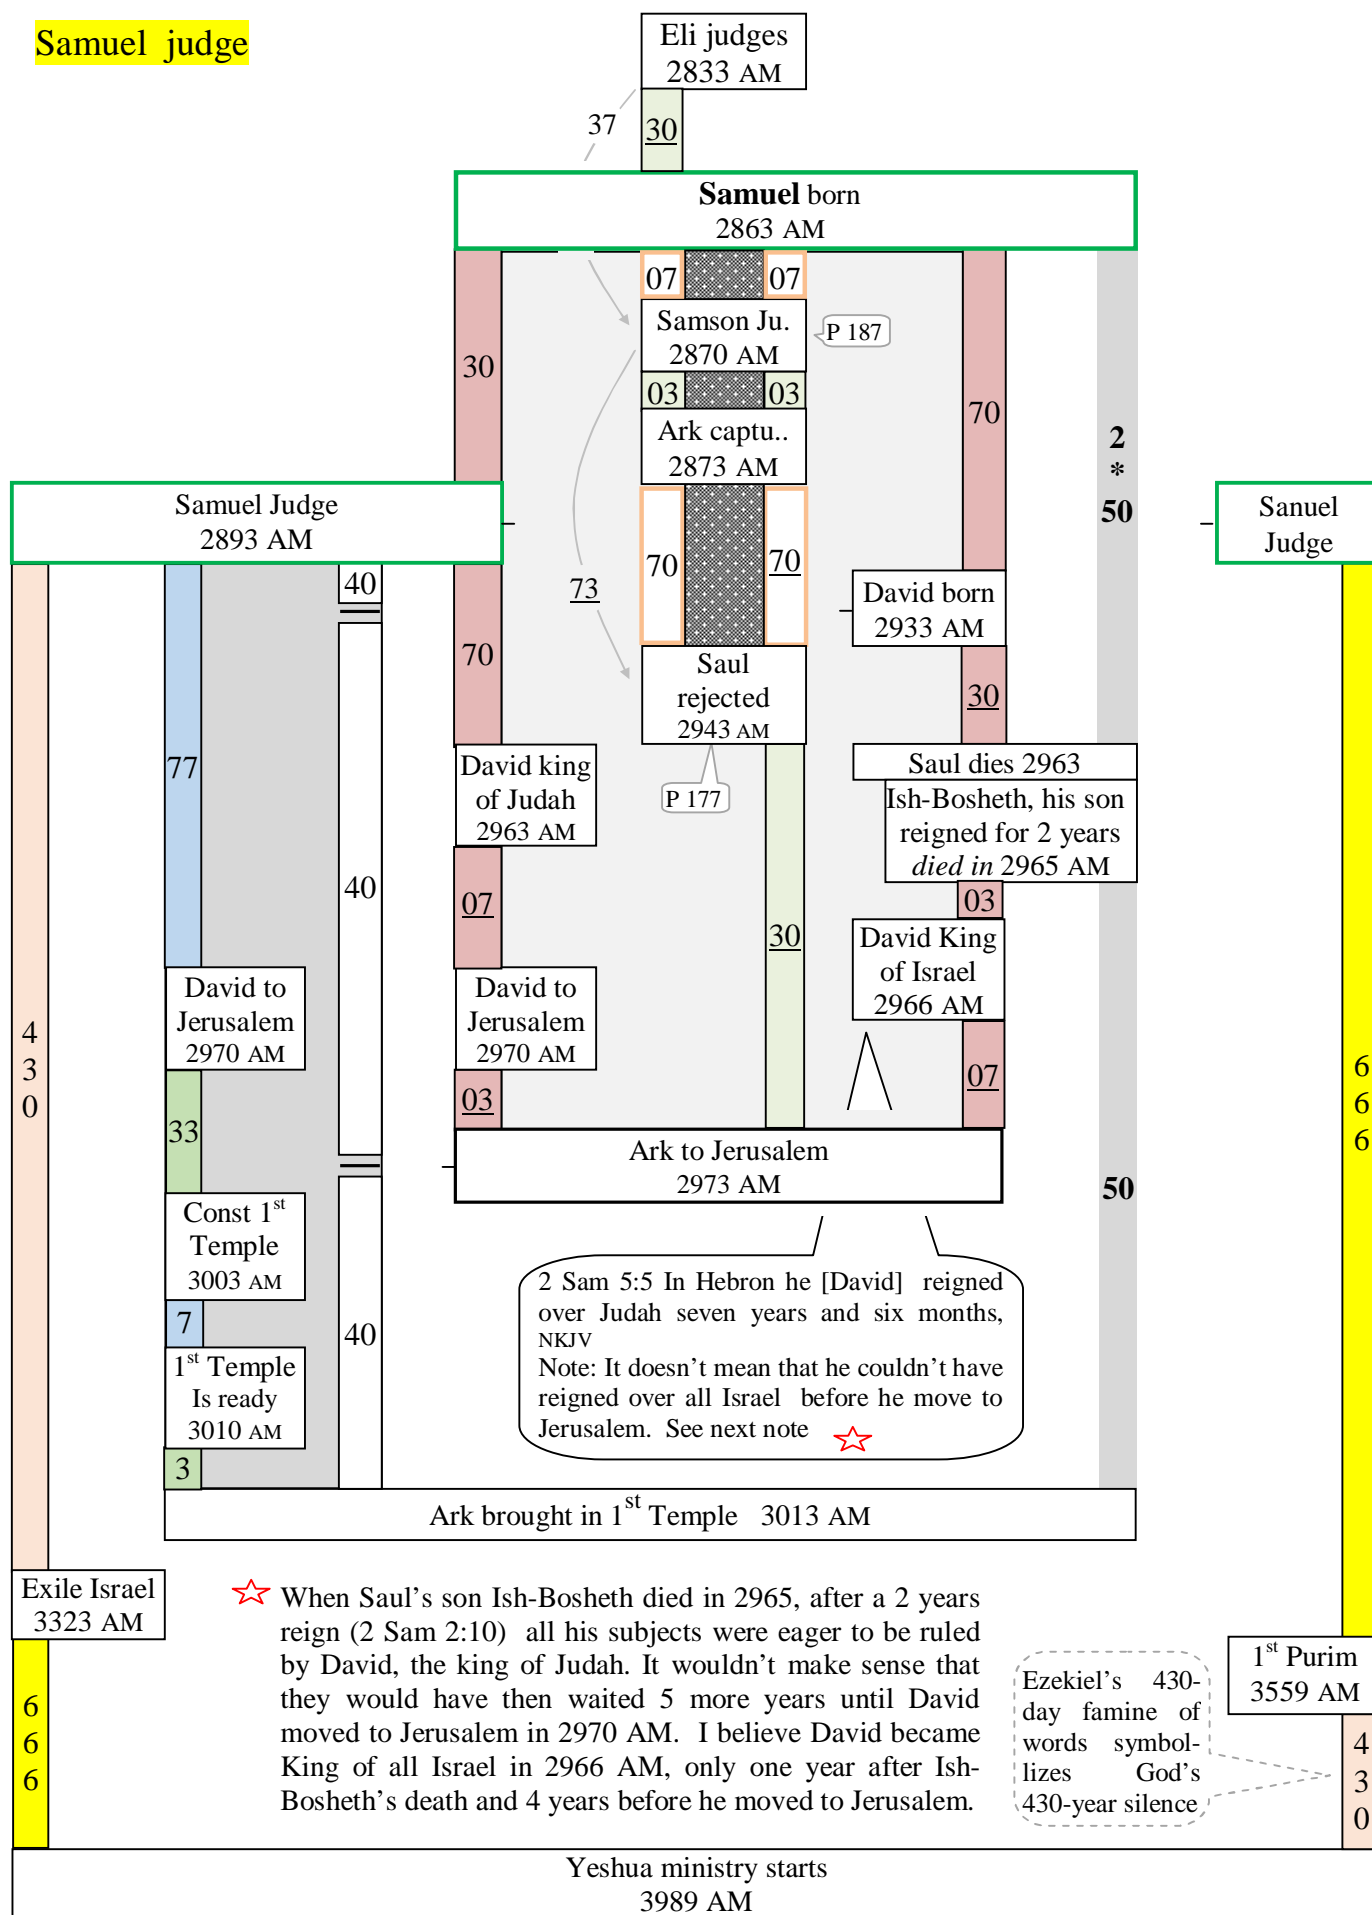 Samuel judge
Eli judges
2833 AM
37
30
Samuel born
2863 AM
07
07
Samson Ju.
2870 AM
P 187
30
03
03
70
Ark captu..
2873 AM
2
*
50
Samuel Judge
2893 AM
Sanuel
Judge
70
70
40
73
David born
2933 AM
70
Saul
rejected
2943 AM
30
77
David king
of Judah
2963 AM
P 177
Saul dies 2963
Ish-Bosheth, his son
reigned for 2 years
died in 2965 AM
40
07
30
03
David King
of Israel
2966 AM
David to
Jerusalem
2970 AM
David to
Jerusalem
2970 AM
4
3
0
6
6
6
03
07
33
Ark to Jerusalem
2973 AM
50
Const 1st
Temple
3003 AM
7
40
1st Temple
Is ready
3010 AM
3
2 Sam 5:5 In Hebron he [David] reigned
over Judah seven years and six months,
NKJV
Note: It doesn’t mean that he couldn’t have
reigned over all Israel before he move to
Jerusalem. See next note
Ark brought in 1st Temple 3013 AM
Exile Israel
3323 AM
When Saul’s son Ish-Bosheth died in 2965, after a 2 years
reign (2 Sam 2:10) all his subjects were eager to be ruled
by David, the king of Judah. It wouldn’t make sense that
they would have then waited 5 more years until David
moved to Jerusalem in 2970 AM. I believe David became
King of all Israel in 2966 AM, only one year after Ish-
Bosheth’s death and 4 years before he moved to Jerusalem.
Ezekiel’s 430-
day famine of
words symbol-
lizes God’s
430-year silence
1st Purim
3559 AM
6
6
6
4
3
0
Yeshua ministry starts
3989 AM